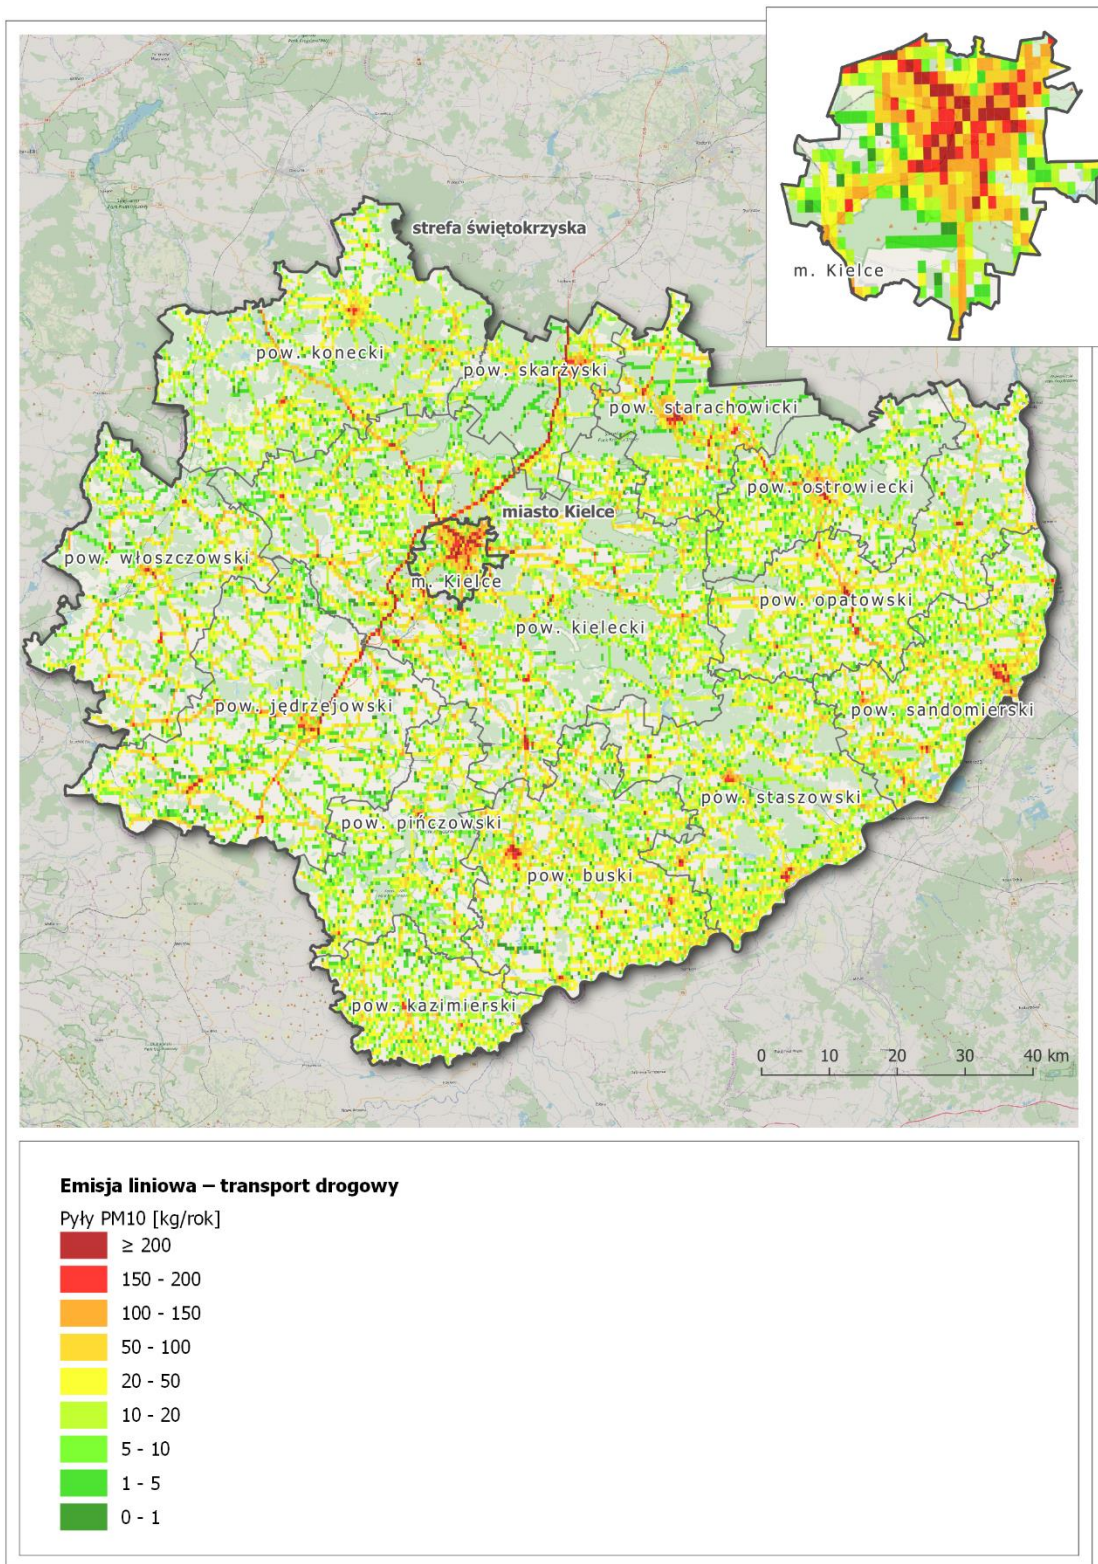 m. Kielce
strefa świętokrzyska
pow. konecki
pow. skarżyski
pow. starachowicki
pow. ostrowiecki
miasto Kielce
pow. włoszczowski
m. Kielce
pow. opatowski
pow. kielecki
pow. jędrzejowski
pow. sandomierski
pow. staszowski
pow. pińczowski
pow. buski
pow. kazimierski
0 10 20 30 40 km
Emisja liniowa – transport drogowy
Pyły PM10 [kg/rok]
≥ 200
150 - 200
100 - 150
50 - 100
20 - 50
10 - 20
5 - 10
1 - 5
0 - 1